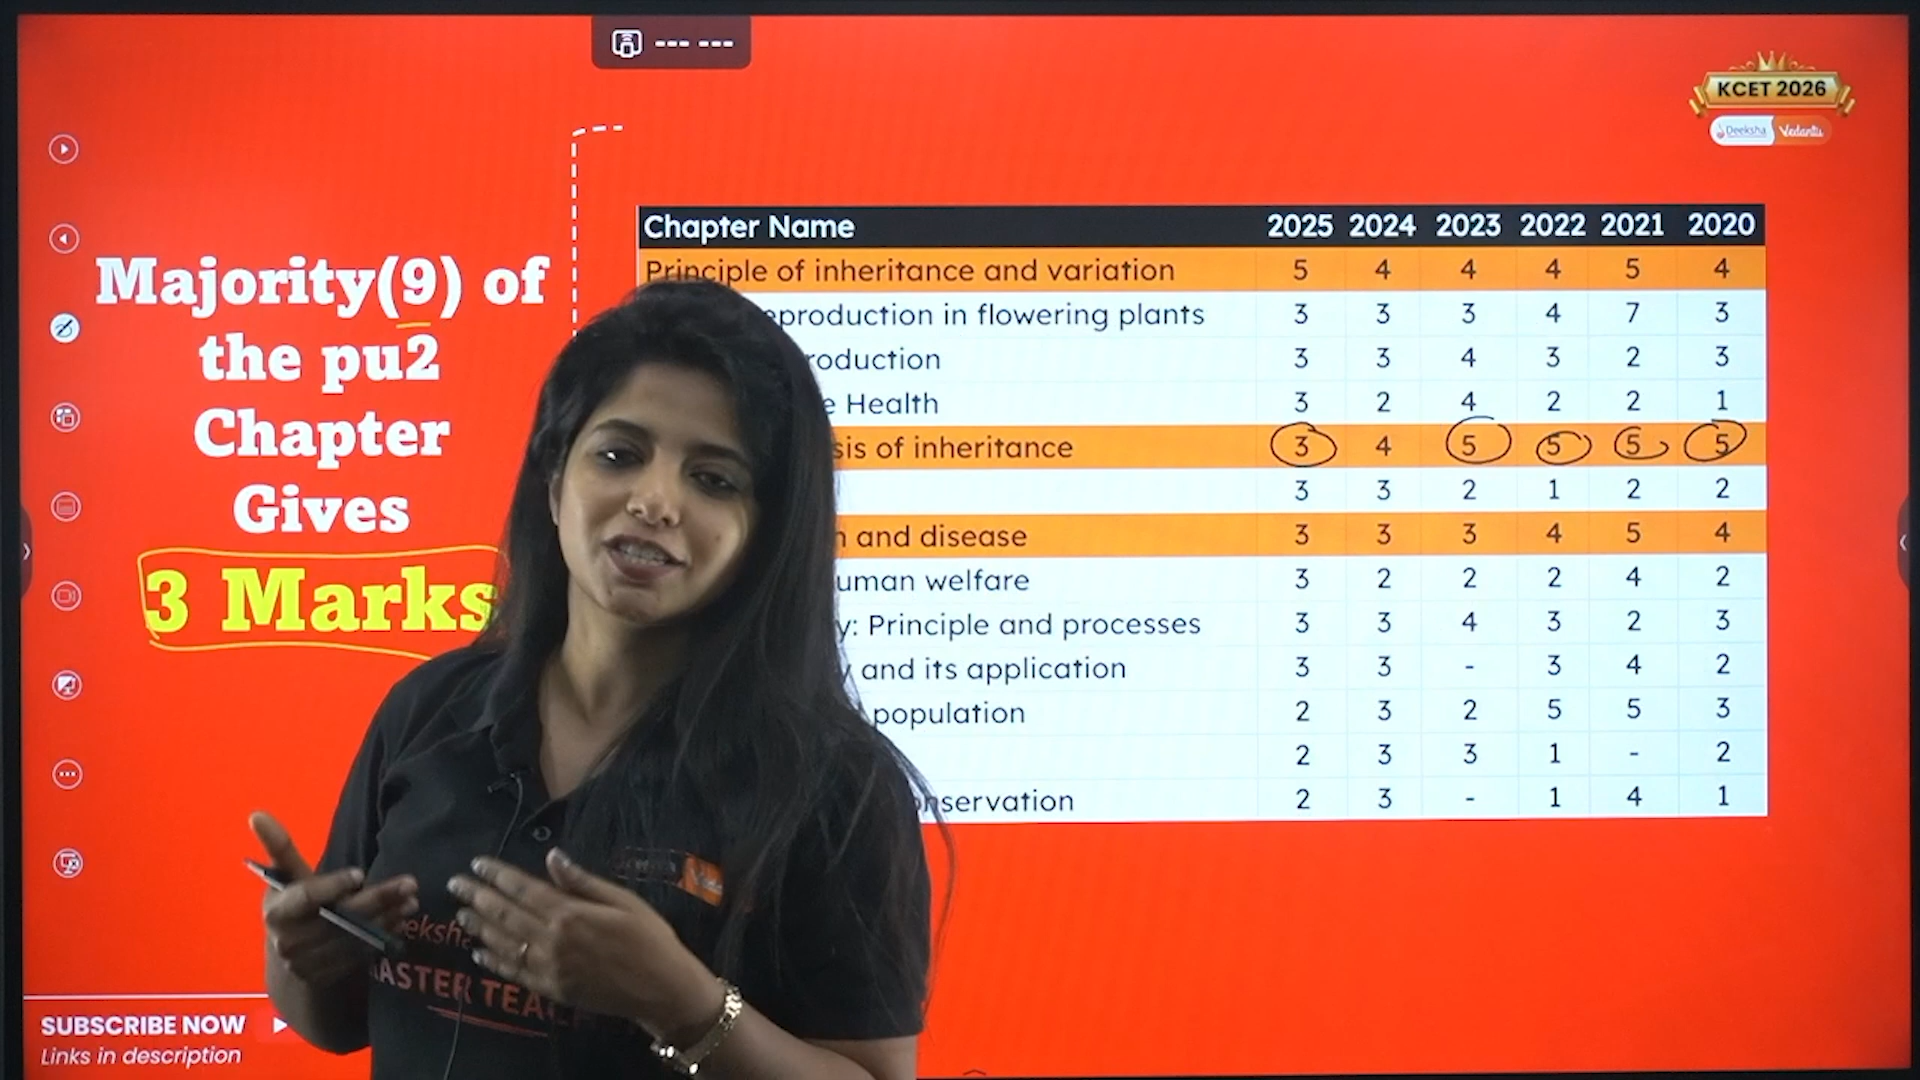 KCET 2026
Deeksha Vedantu
Majority(9) of
the pu2
Chapter
Gives
3 Marks
Chapter Name 2025 2024 2023 2022 2021 2020
Principle of inheritance and variation 5 4 4 4 5 4
eproduction in flowering plants 3 3 3 4 7 3
roduction 3 3 4 3 2 3
e Health 3 2 4 2 2 1
sis of inheritance 3 4 5 5 5 5
3 3 2 1 2 2
h and disease 3 3 3 4 5 4
uman welfare 3 2 2 2 4 2
y: Principle and processes 3 3 4 3 2 3
y and its application 3 3 - 3 4 2
population 2 3 2 5 5 3
2 3 3 1 - 2
onservation 2 3 - 1 4 1
eksha
MASTER TEAC
SUBSCRIBE NOW
Links in description